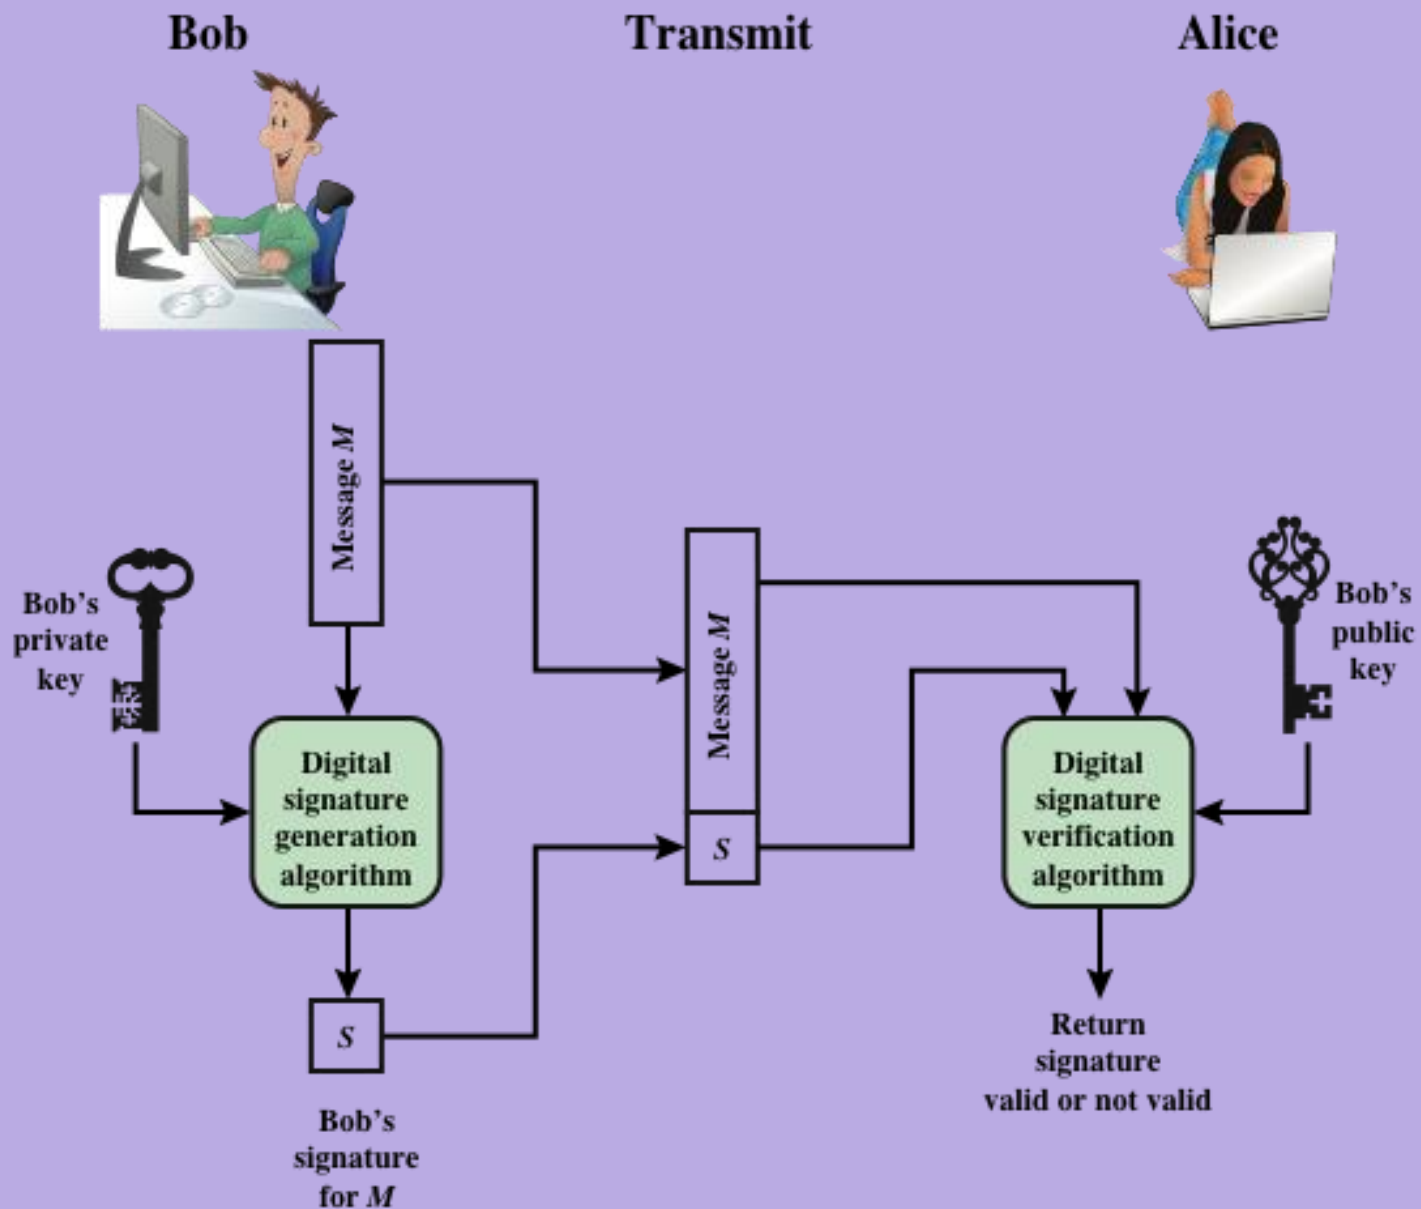 Bob
Transmit
Alice
Message M
Bob's
private
key
Digital
signature
generation
algorithm
S
Bob's
signature
for M
Message M
S
Bob's
public
key
Digital
signature
verification
algorithm
Return
signature
valid or not valid